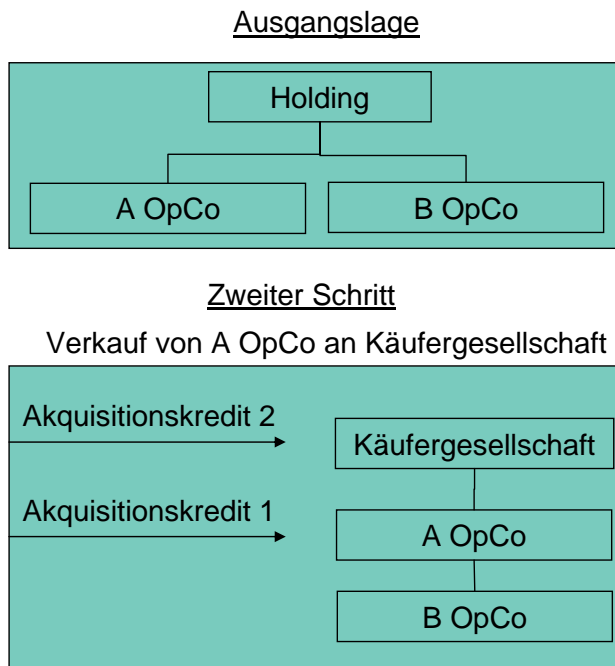 Ausgangslage
Holding
A OpCo
B OpCo
Zweiter Schritt
Verkauf von A OpCo an Käufergesellschaft
Akquisitionskredit 2
Käufergesellschaft
Akquisitionskredit 1
A OpCo
B OpCo